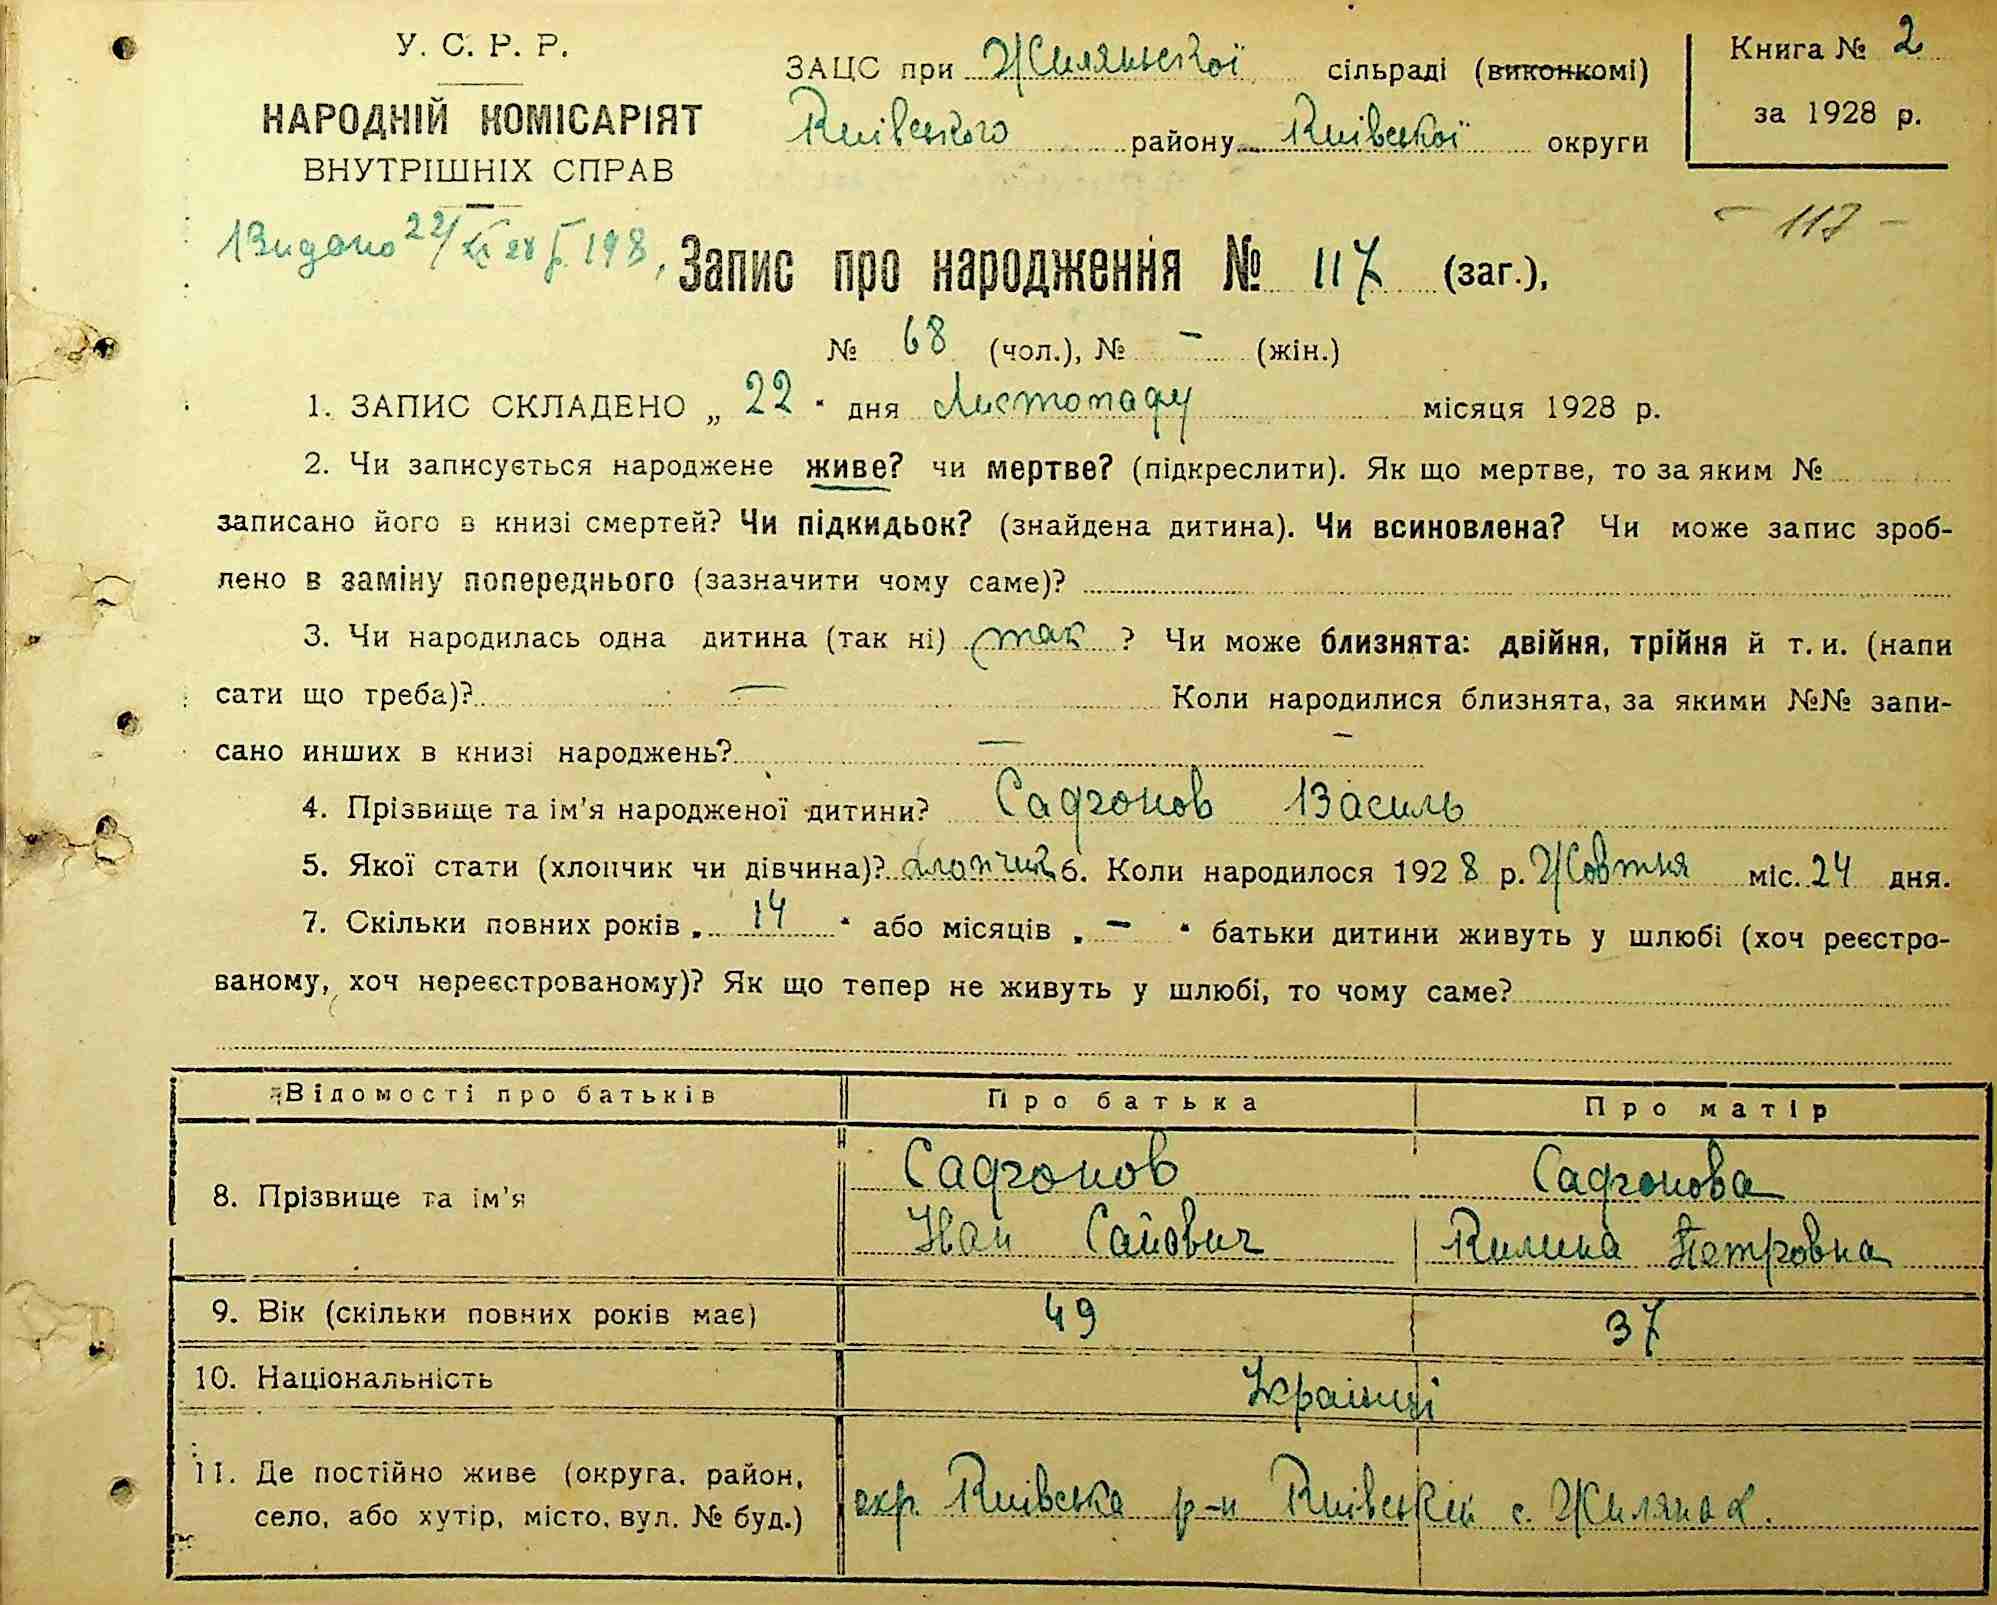 У. С. Р. Р.
НАРОДНІЙ КОМІСАРІЯТ
ВНУТРІШНІХ СПРАВ
ЗАЦС при Жиляньскої сільраді (виконкомі)
Київського району Київської округи
Книга № 2
за 1928 р.
Видано 22/XI 28 р. 198,
- 117 -
Запис про народження № 117 (заг.),
№ 68 (чол.), № - (жін.)
1. ЗАПИС СКЛАДЕНО „ 22 " дня Листопаду місяця 1928 р.
2. Чи записується народжене живе? чи мертве? (підкреслити). Як що мертве, то за яким №
записано його в книзі смертей? Чи підкидьок? (знайдена дитина). Чи всиновлена? Чи може запис зроб-
лено в заміну попереднього (зазначити чому саме)?
3. Чи народилась одна дитина (так ні) так ? Чи може близнята: двійня, трійня й т. и. (напи
сати що треба)? — Коли народилися близнята, за якими №№ запи-
сано инших в книзі народжень? — -
4. Прізвище та ім'я народженої дитини? Сафронов Василь
5. Якої стати (хлопчик чи дівчина)? хлопчик 6. Коли народилося 1928 р. Жовтня міс. 24 дня.
7. Скільки повних років „ 14 " або місяців „ - " батьки дитини живуть у шлюбі (хоч реєстро-
ваному, хоч нереєстрованому)? Як що тепер не живуть у шлюбі, то чому саме?
Відомості про батьків Про батька Про матір
8. Прізвище та ім'я Сафронов Сафронова
Іван Савович Килина Петровна
9. Вік (скільки повних років має) 49 37
10. Національність Українці
11. Де постійно живе (округа, район,
село, або хутір, місто, вул. № буд.) окр. Київська р-н Київський с. Жиляна